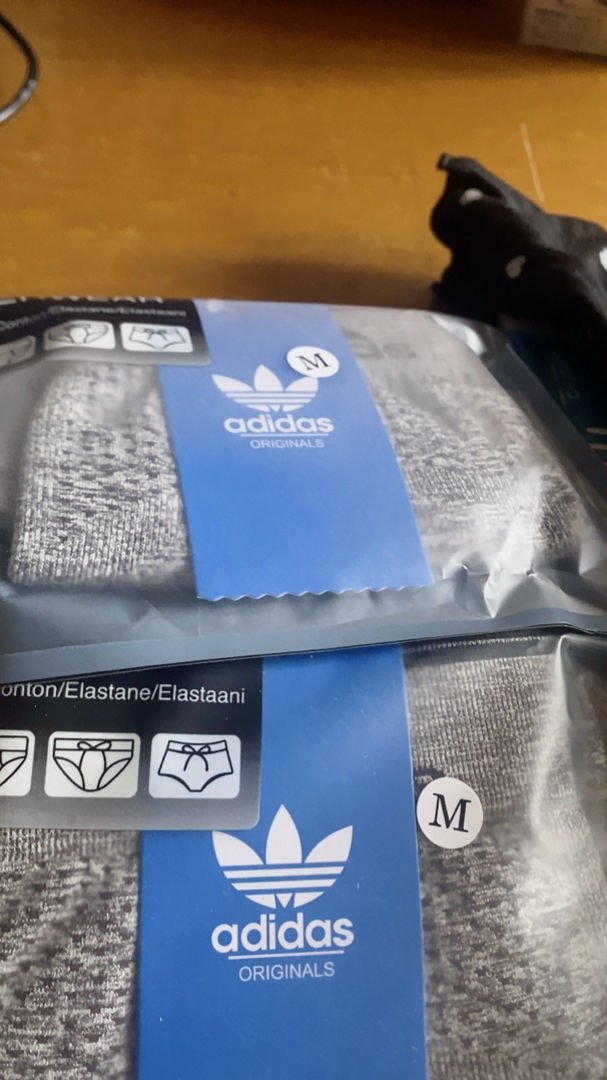 M
adidas
ORIGINALS
onton/Elastane/Elastaani
M
adidas
ORIGINALS